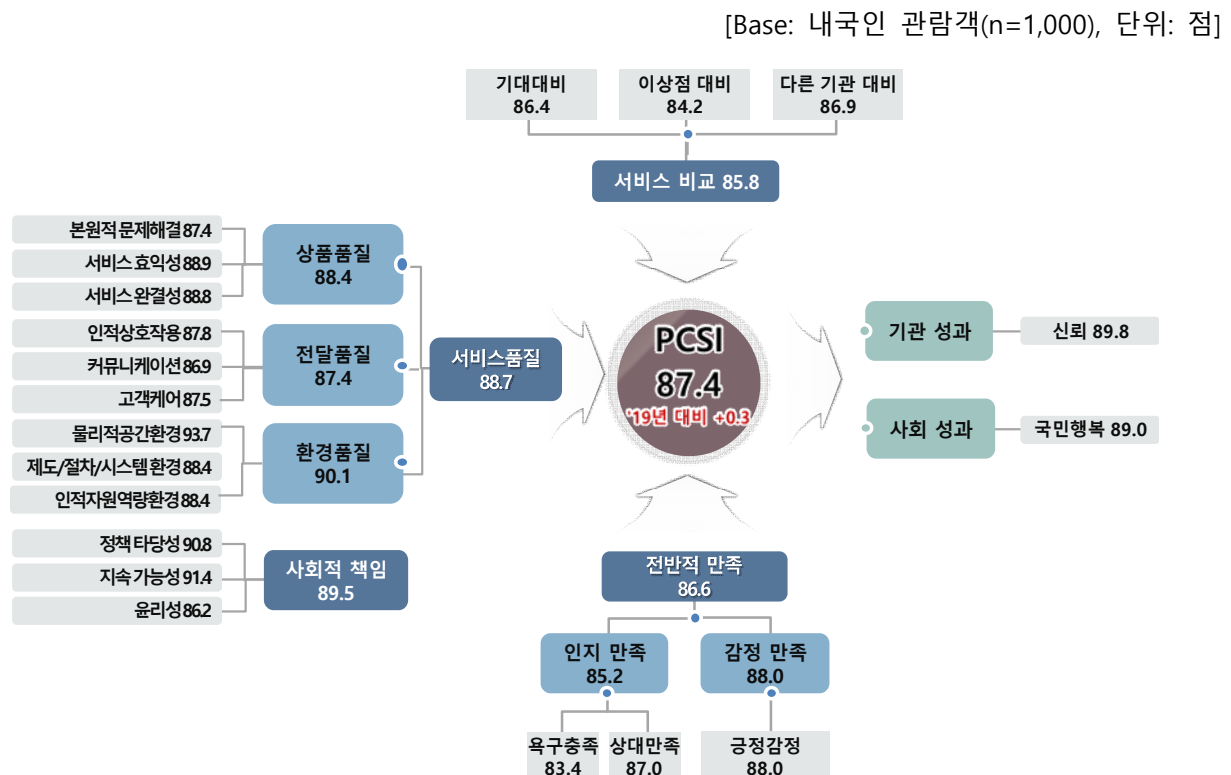 [Base: 내국인 관람객(n=1,000), 단위: 점]
기대대비
86.4
이상점 대비
84.2
다른 기관 대비
86.9
서비스 비교 85.8
본원적 문제해결 87.4
서비스 효익성 88.9
서비스 완결성 88.8
상품품질
88.4
인적상호작용 87.8
커뮤니케이션 86.9
고객케어 87.5
전달품질
87.4
물리적공간환경 93.7
제도/절차/시스템 환경 88.4
인적자원역량환경 88.4
환경품질
90.1
서비스품질
88.7
정책 타당성 90.8
지속 가능성 91.4
윤리성 86.2
사회적 책임
89.5
PCSI
87.4
'19년 대비 +0.3
기관 성과
신뢰 89.8
사회 성과
국민행복 89.0
전반적 만족
86.6
인지 만족
85.2
감정 만족
88.0
욕구충족
83.4
상대만족
87.0
긍정감정
88.0